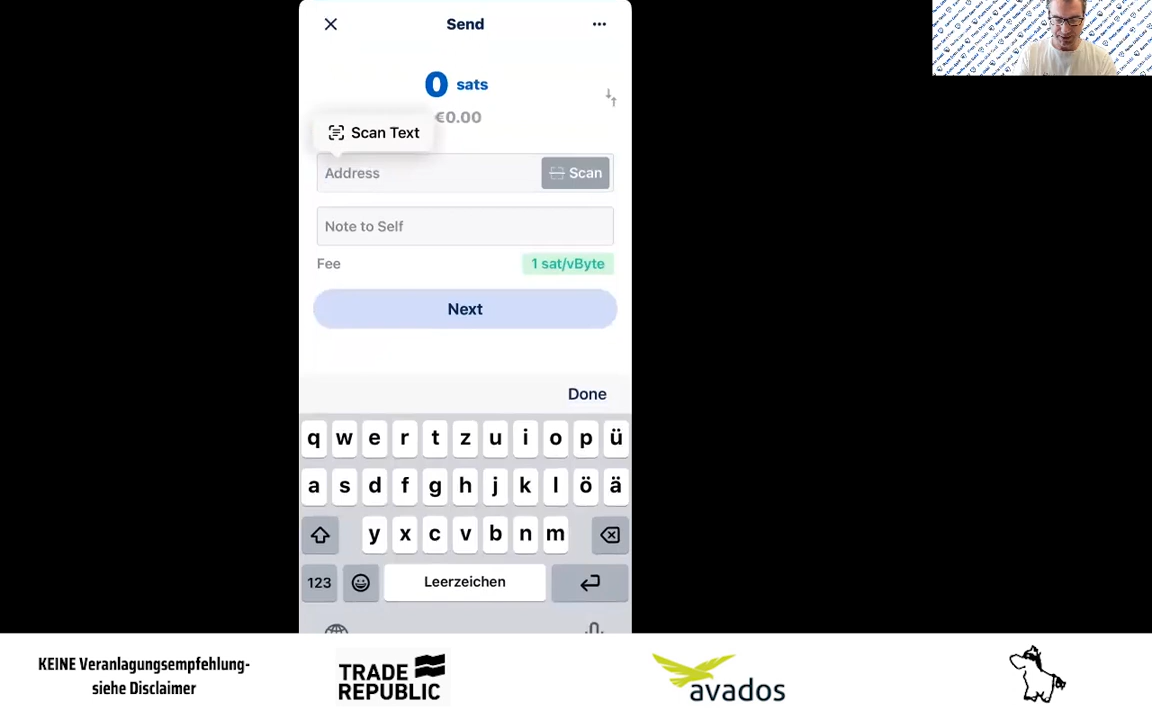 Send
...
0 sats
€0.00
Scan Text
Address
Scan
Note to Self
Fee
1 sat/vByte
Next
Done
q w e r t z u i o p ü
a s d f g h j k l ö ä
y x c v b n m
123
Leerzeichen
KEINE Veranlagungsempfehlung-
siehe Disclaimer
TRADE
REPUBLIC
avados